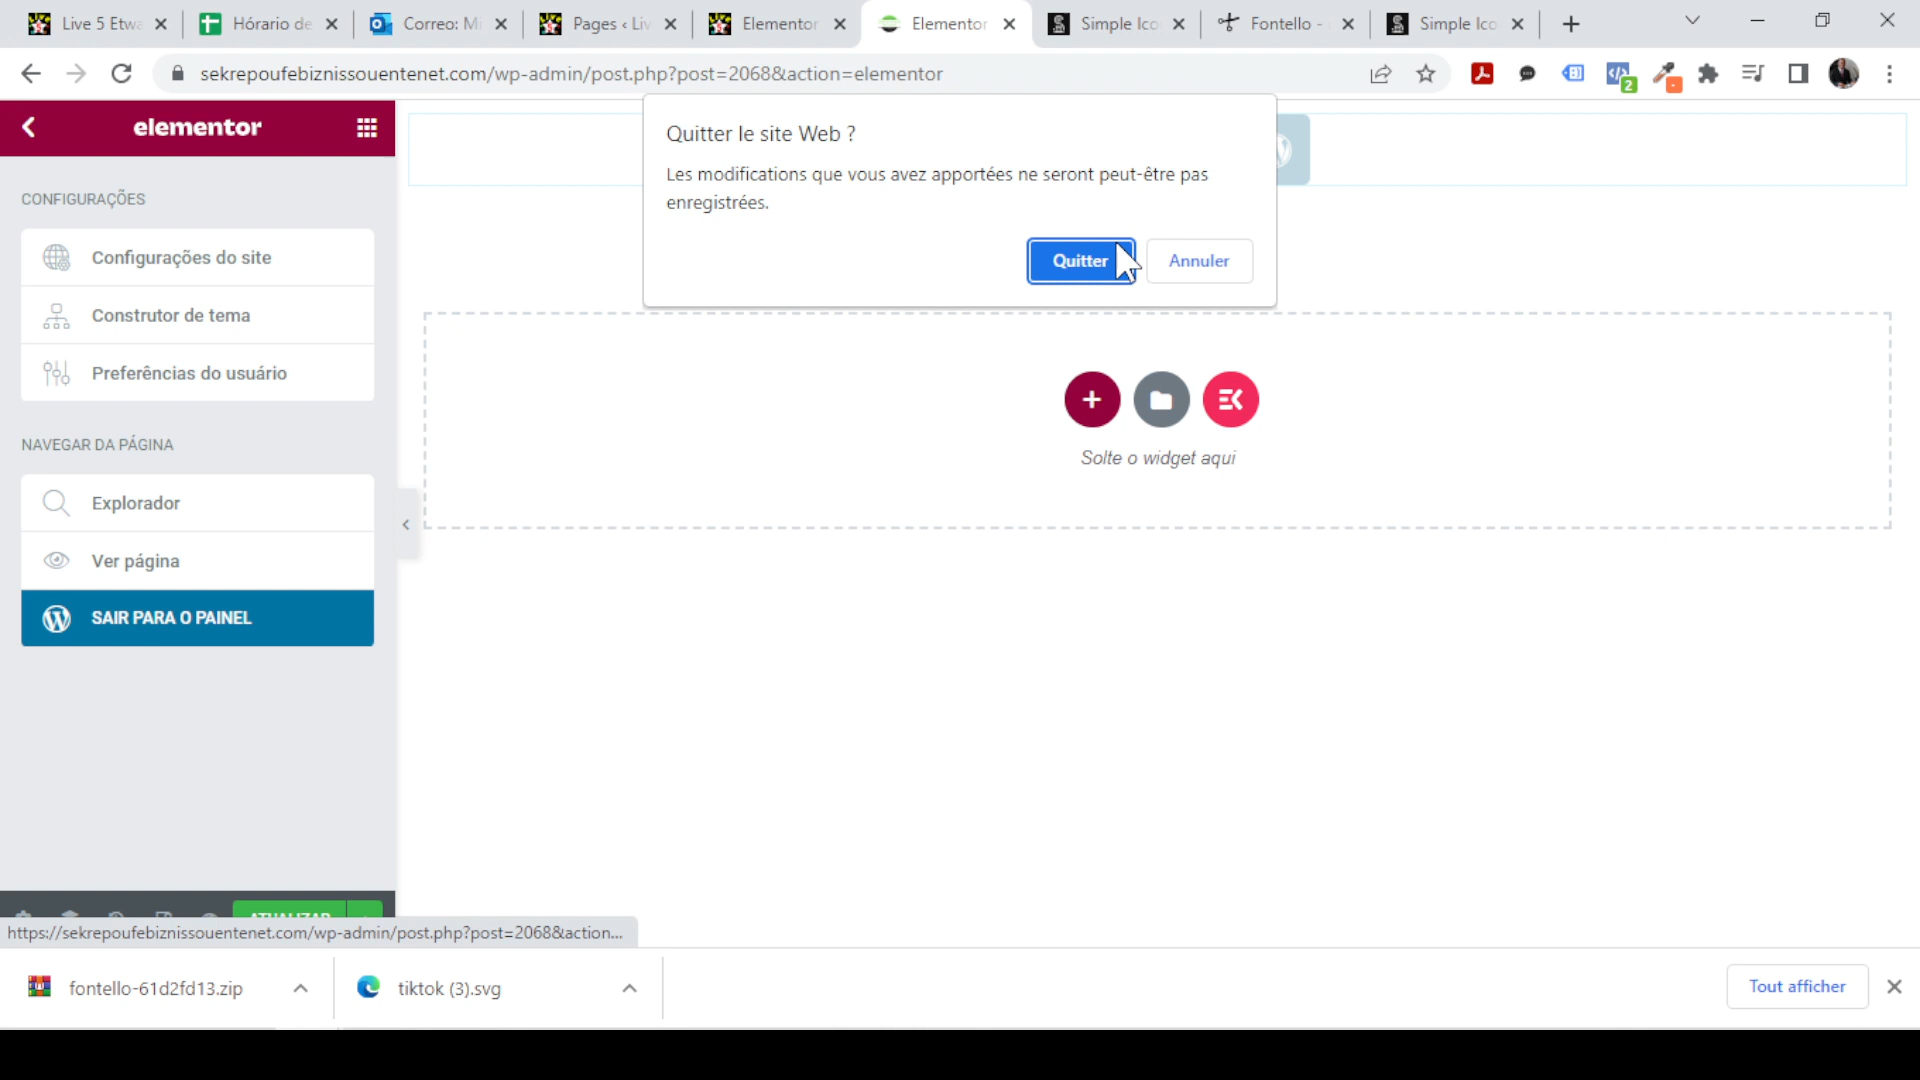 Live 5 Etwa
Hórario de
Correo: Mi
Pages ‹ Liv
Elementor
Elementor
Simple Ico
Fontello -
Simple Ico
sekrepoufebiznissouentenet.com/wp-admin/post.php?post=2068&action=elementor
2
elementor
Quitter le site Web ?
Les modifications que vous avez apportées ne seront peut-être pas
enregistrées.
Quitter
Annuler
CONFIGURAÇÕES
Configurações do site
Construtor de tema
Preferências do usuário
NAVEGAR DA PÁGINA
Explorador
Ver página
SAIR PARA O PAINEL
Solte o widget aqui
ATUALIZAR
https://sekrepoufebiznissouentenet.com/wp-admin/post.php?post=2068&action...
fontello-61d2fd13.zip
tiktok (3).svg
Tout afficher